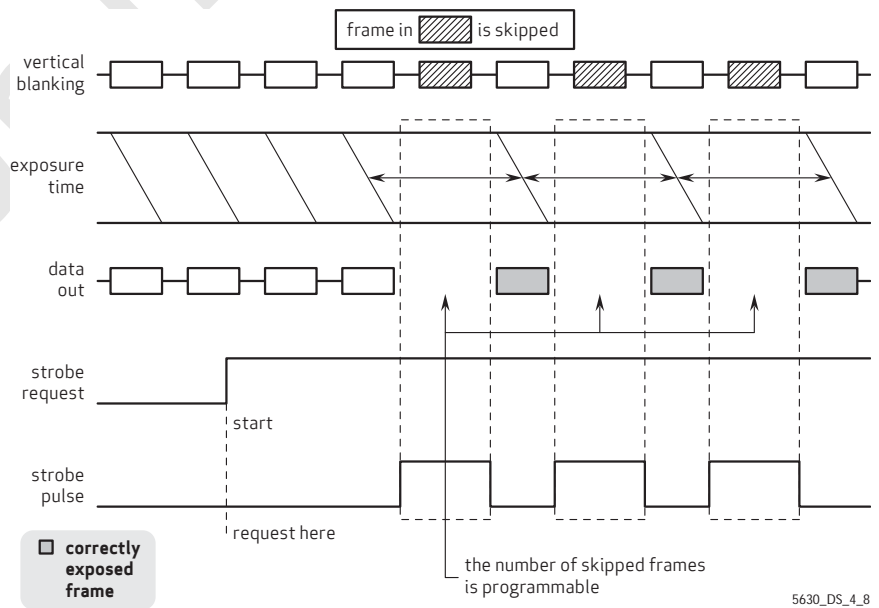 frame in is skipped
vertical
blanking
exposure
time
data
out
strobe
request
start
strobe
pulse
request here
correctly
exposed
frame
the number of skipped frames
is programmable
5630_DS_4_8